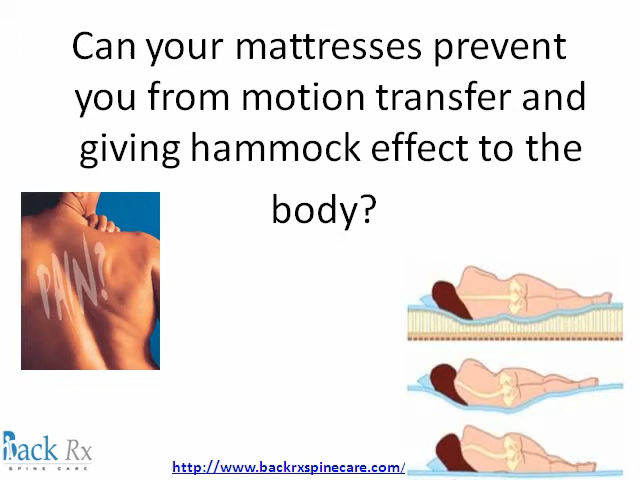 Can your mattresses prevent
you from motion transfer and
giving hammock effect to the
body?
PAIN?
Back Rx
SPINE CARE
http://www.backrxspinecare.com/